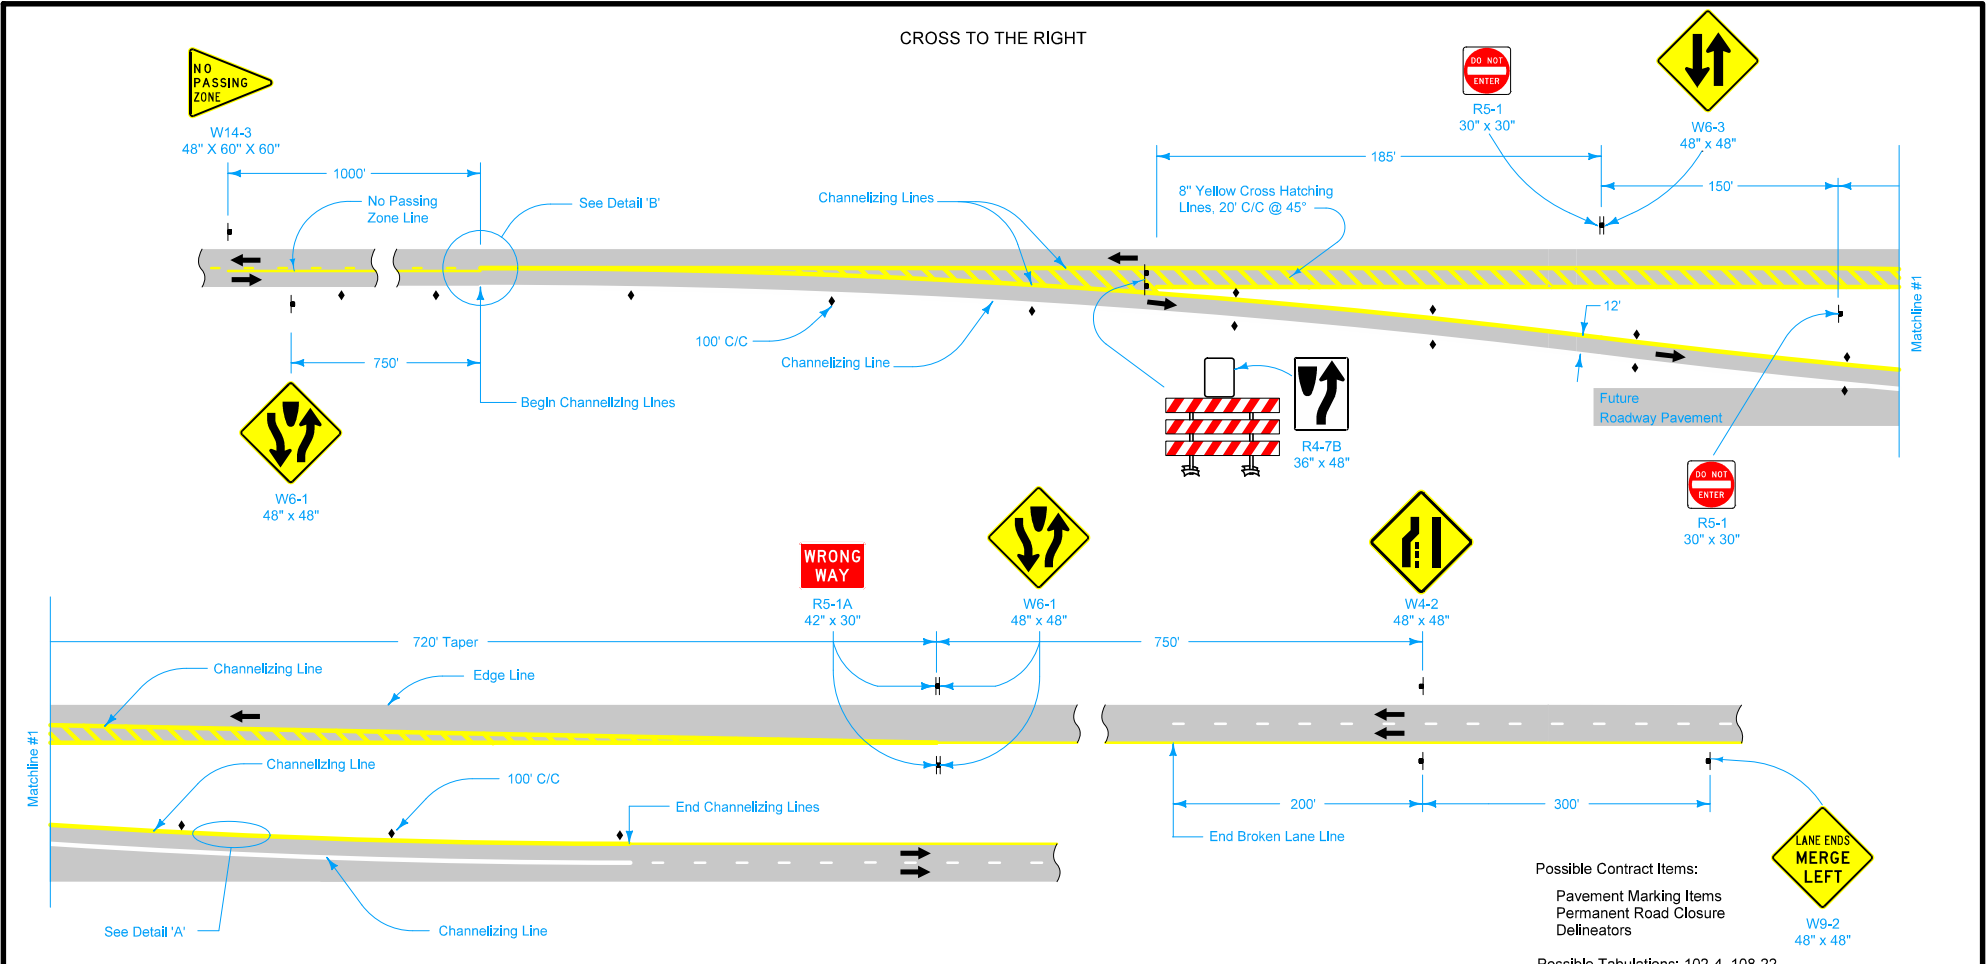 CROSS TO THE RIGHT
NO
PASSING
ZONE
W14-3
48" X 60" X 60"
1000'
No Passing
Zone Line
See Detail 'B'
Channelizing Lines
8" Yellow Cross Hatching
Lines, 20' C/C @ 45°
185'
DO NOT
ENTER
R5-1
30" x 30"
W6-3
48" x 48"
150'
Matchline #1
12'
750'
100' C/C
Channelizing Line
Begin Channelizing Lines
W6-1
48" x 48"
R4-7B
36" x 48"
Future
Roadway Pavement
DO NOT
ENTER
R5-1
30" x 30"
WRONG
WAY
R5-1A
42" x 30"
W6-1
48" x 48"
W4-2
48" x 48"
720' Taper
750'
Channelizing Line
Edge Line
Matchline #1
Channelizing Line
100' C/C
End Channelizing Lines
200'
300'
End Broken Lane Line
See Detail 'A'
Channelizing Line
LANE ENDS
MERGE
LEFT
W9-2
48" x 48"
Possible Contract Items:
Pavement Marking Items
Permanent Road Closure
Delineators
Possible Tabulations: 102-4, 108-22